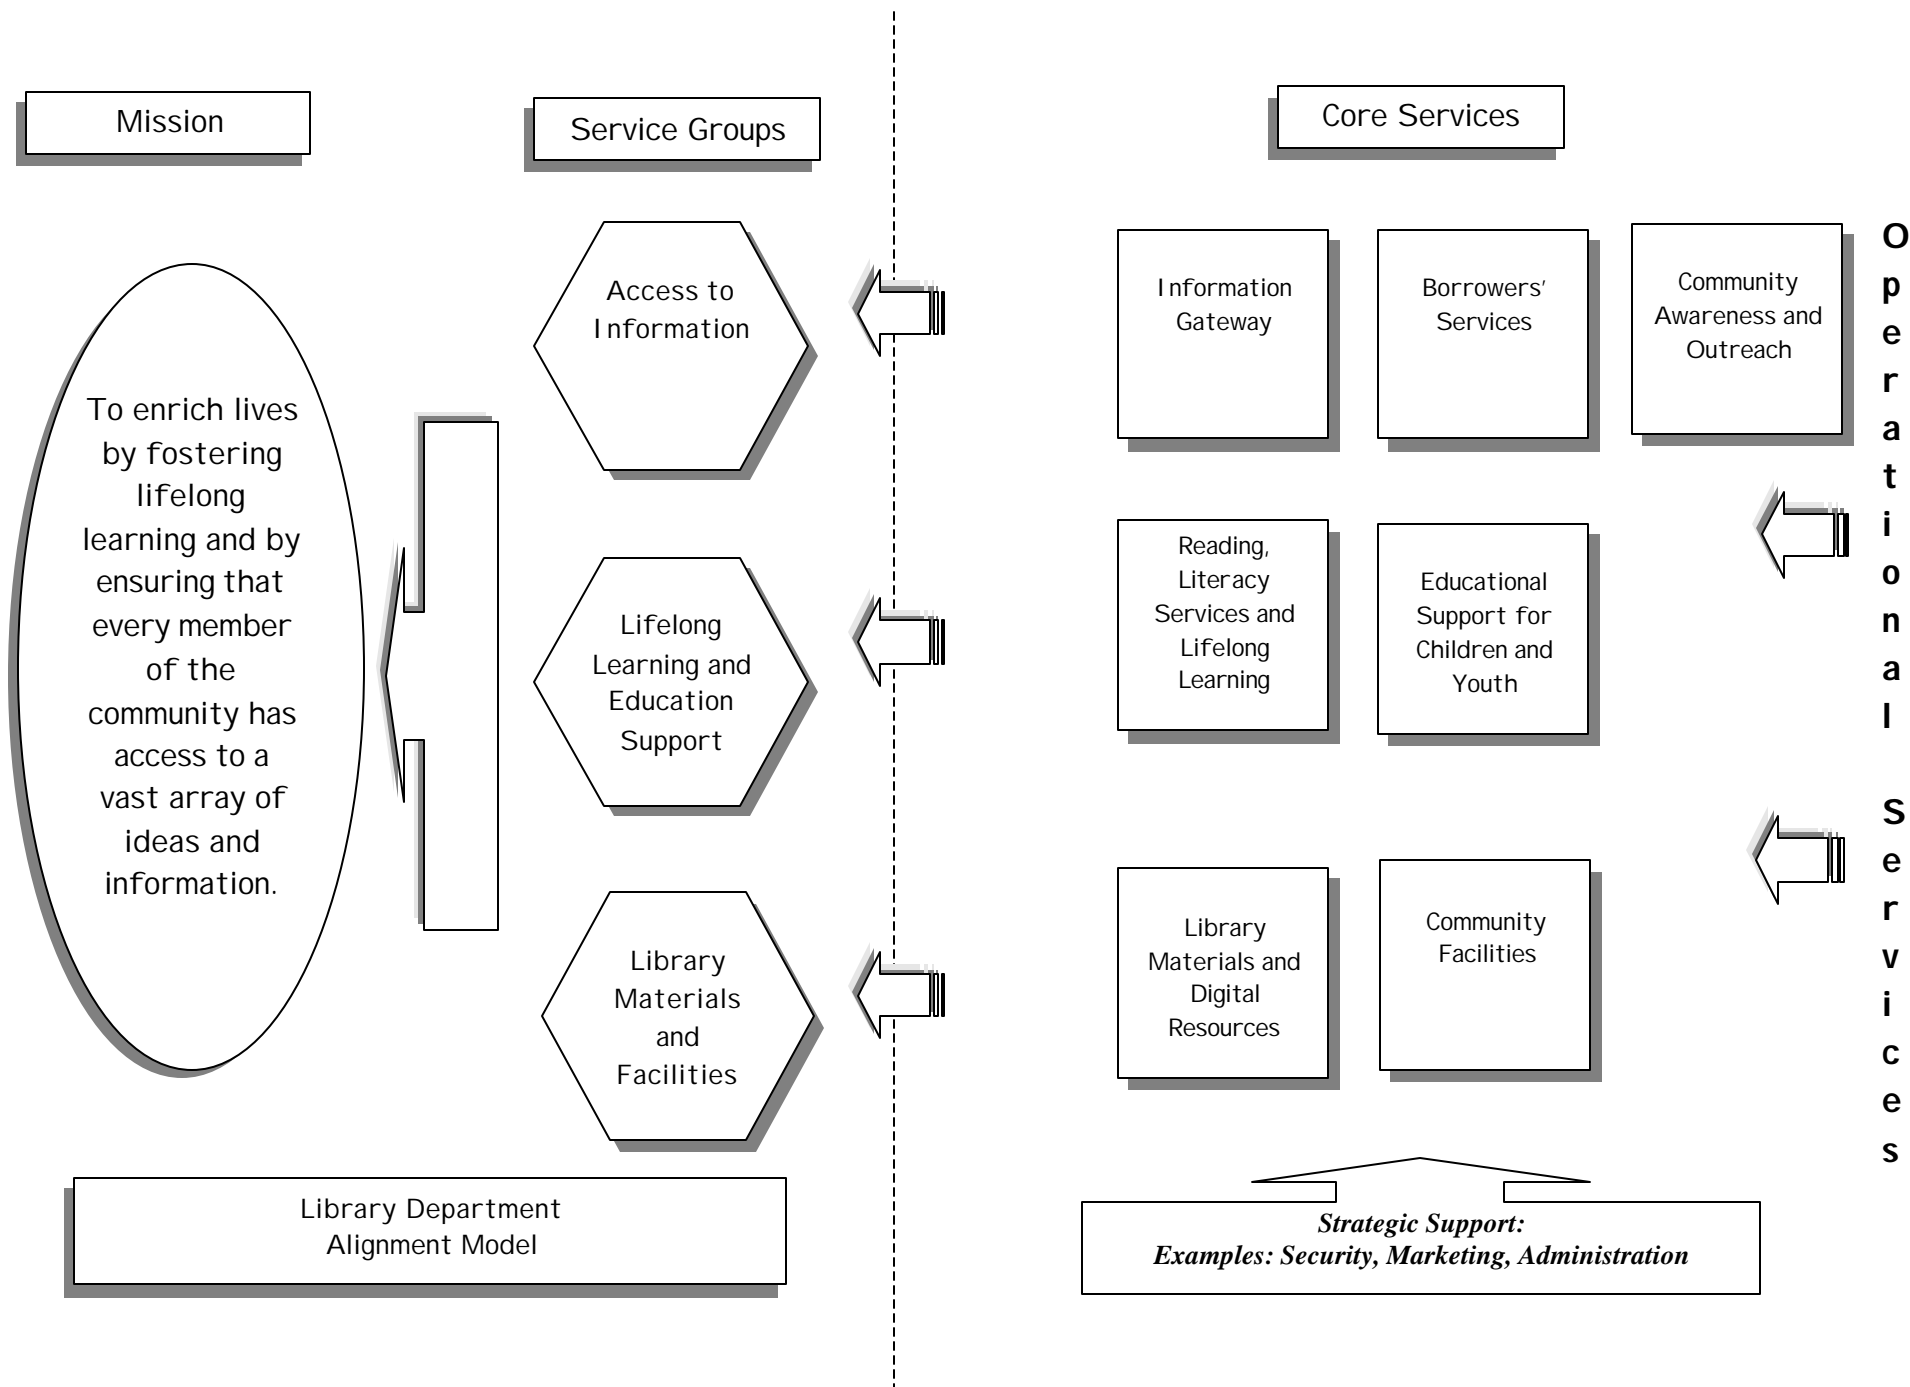 Mission
Service Groups
Core Services
To enrich lives
by fostering
lifelong
learning and by
ensuring that
every member
of the
community has
access to a
vast array of
ideas and
information.
Access to
Information
Lifelong
Learning and
Education
Support
Library
Materials
and
Facilities
Information
Gateway
Borrowers’
Services
Community
Awareness and
Outreach
Reading,
Literacy
Services and
Lifelong
Learning
Educational
Support for
Children and
Youth
Library
Materials and
Digital
Resources
Community
Facilities
Operational Services
Library Department
Alignment Model
Strategic Support:
Examples: Security, Marketing, Administration